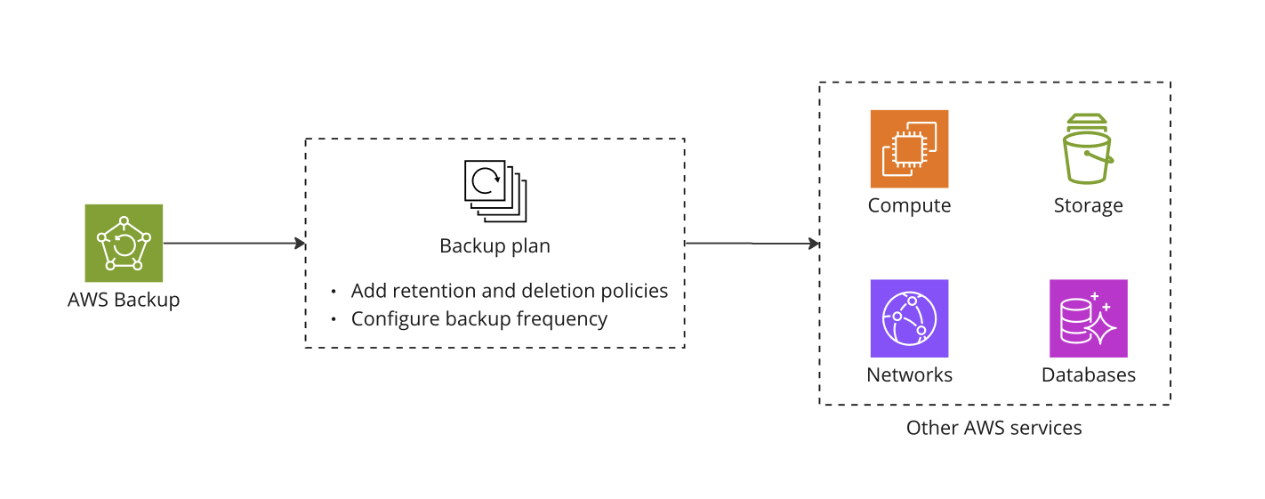 AWS Backup
Backup plan
• Add retention and deletion policies
• Configure backup frequency
Compute
Storage
Networks
Databases
Other AWS services